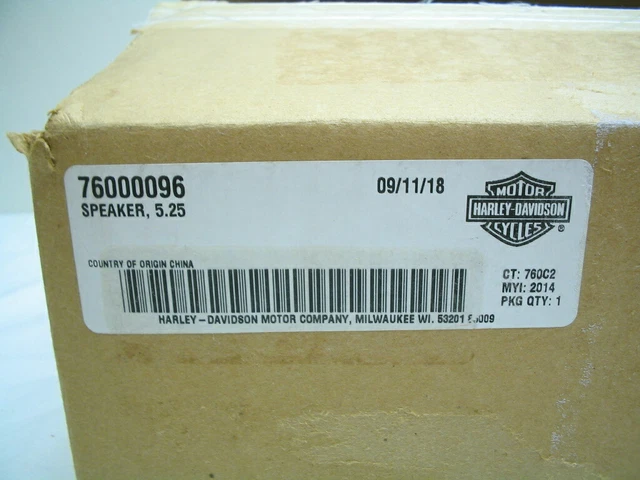 76000096
09/11/18
SPEAKER, 5.25
MOTOR
HARLEY-DAVIDSON
CYCLES®
COUNTRY OF ORIGIN CHINA
CT: 760C2
MYI: 2014
PKG QTY: 1
HARLEY-DAVIDSON MOTOR COMPANY, MILWAUKEE WI. 53201